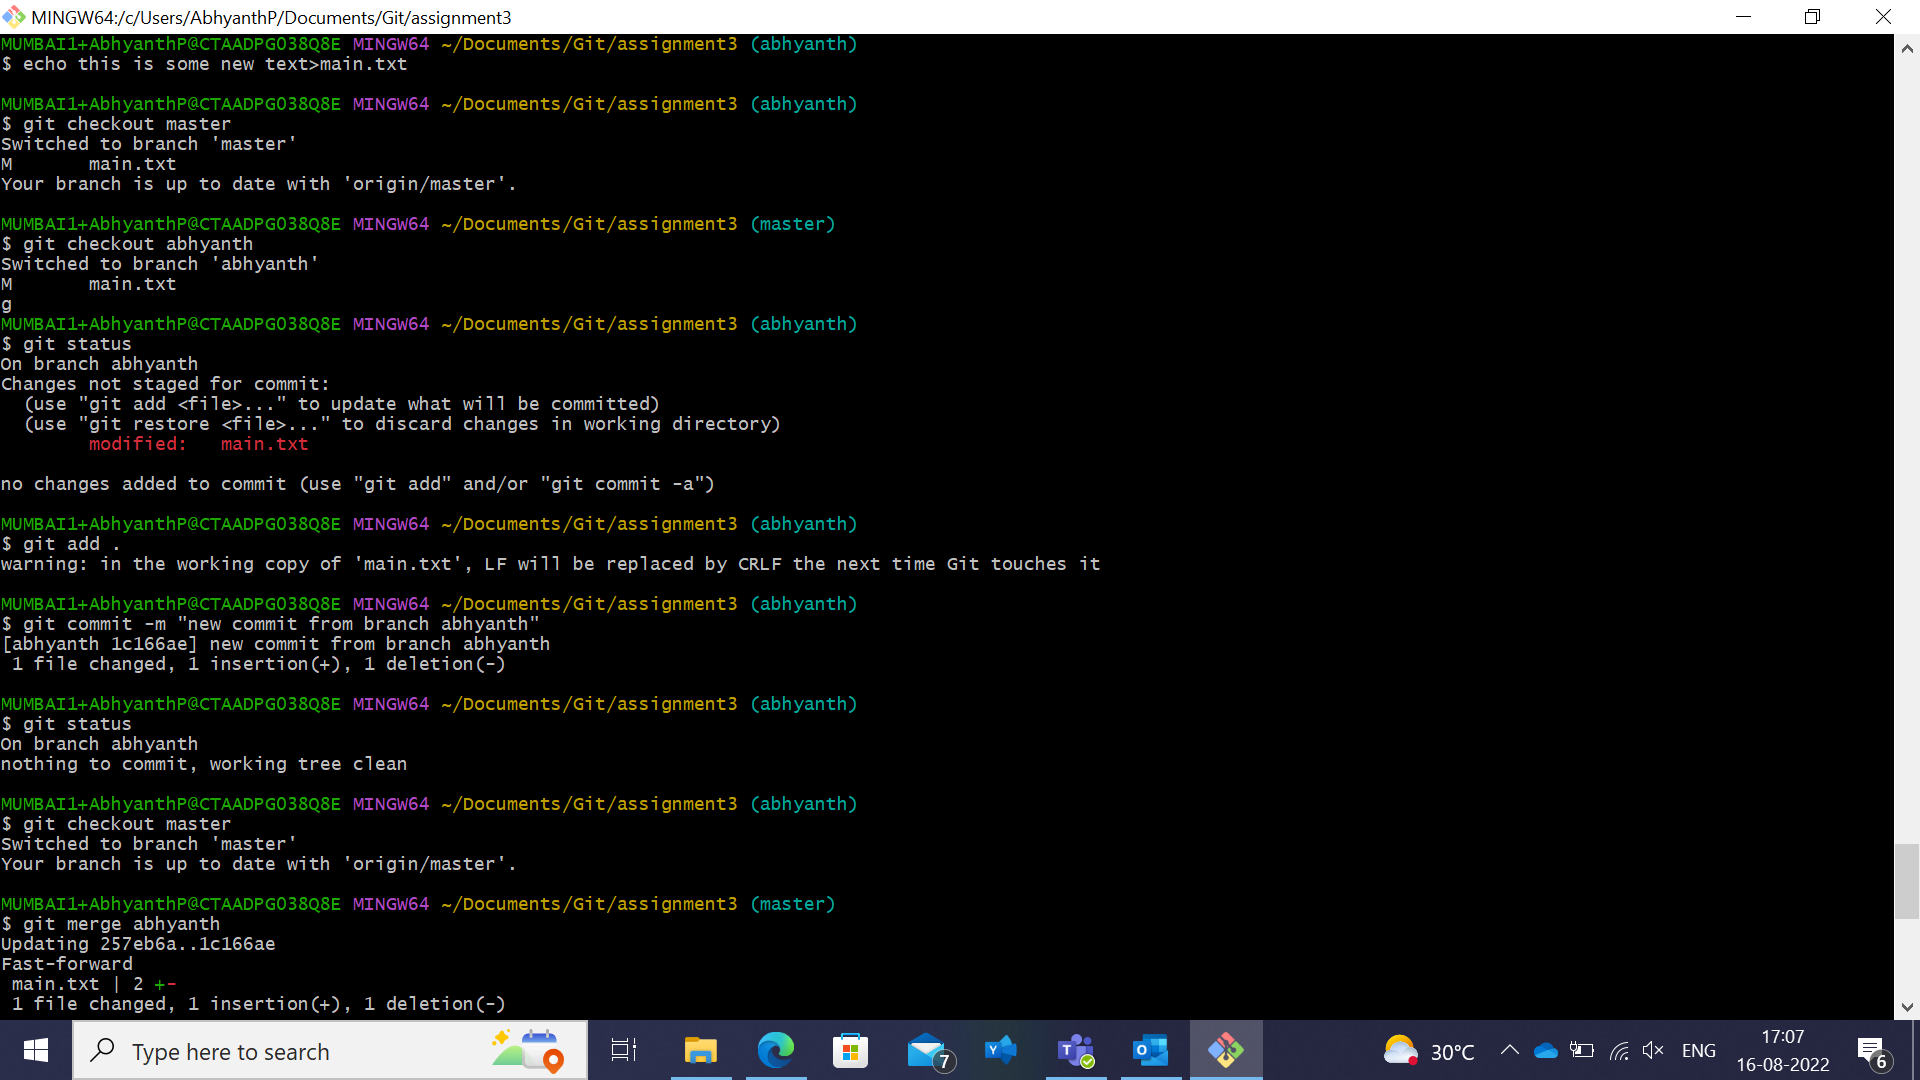 MINGW64:/c/Users/AbhyanthP/Documents/Git/assignment3
MUMBAI1+AbhyanthP@CTAADPG038Q8E MINGW64 ~/Documents/Git/assignment3 (abhyanth)
$ echo this is some new text>main.txt
MUMBAI1+AbhyanthP@CTAADPG038Q8E MINGW64 ~/Documents/Git/assignment3 (abhyanth)
$ git checkout master
Switched to branch 'master'
M       main.txt
Your branch is up to date with 'origin/master'.
MUMBAI1+AbhyanthP@CTAADPG038Q8E MINGW64 ~/Documents/Git/assignment3 (master)
$ git checkout abhyanth
Switched to branch 'abhyanth'
M       main.txt
g
MUMBAI1+AbhyanthP@CTAADPG038Q8E MINGW64 ~/Documents/Git/assignment3 (abhyanth)
$ git status
On branch abhyanth
Changes not staged for commit:
  (use "git add <file>..." to update what will be committed)
  (use "git restore <file>..." to discard changes in working directory)
        modified:   main.txt
no changes added to commit (use "git add" and/or "git commit -a")
MUMBAI1+AbhyanthP@CTAADPG038Q8E MINGW64 ~/Documents/Git/assignment3 (abhyanth)
$ git add .
warning: in the working copy of 'main.txt', LF will be replaced by CRLF the next time Git touches it
MUMBAI1+AbhyanthP@CTAADPG038Q8E MINGW64 ~/Documents/Git/assignment3 (abhyanth)
$ git commit -m "new commit from branch abhyanth"
[abhyanth 1c166ae] new commit from branch abhyanth
 1 file changed, 1 insertion(+), 1 deletion(-)
MUMBAI1+AbhyanthP@CTAADPG038Q8E MINGW64 ~/Documents/Git/assignment3 (abhyanth)
$ git status
On branch abhyanth
nothing to commit, working tree clean
MUMBAI1+AbhyanthP@CTAADPG038Q8E MINGW64 ~/Documents/Git/assignment3 (abhyanth)
$ git checkout master
Switched to branch 'master'
Your branch is up to date with 'origin/master'.
MUMBAI1+AbhyanthP@CTAADPG038Q8E MINGW64 ~/Documents/Git/assignment3 (master)
$ git merge abhyanth
Updating 257eb6a..1c166ae
Fast-forward
 main.txt | 2 +-
 1 file changed, 1 insertion(+), 1 deletion(-)
Type here to search
7
30°C
ENG
17:07
16-08-2022
6